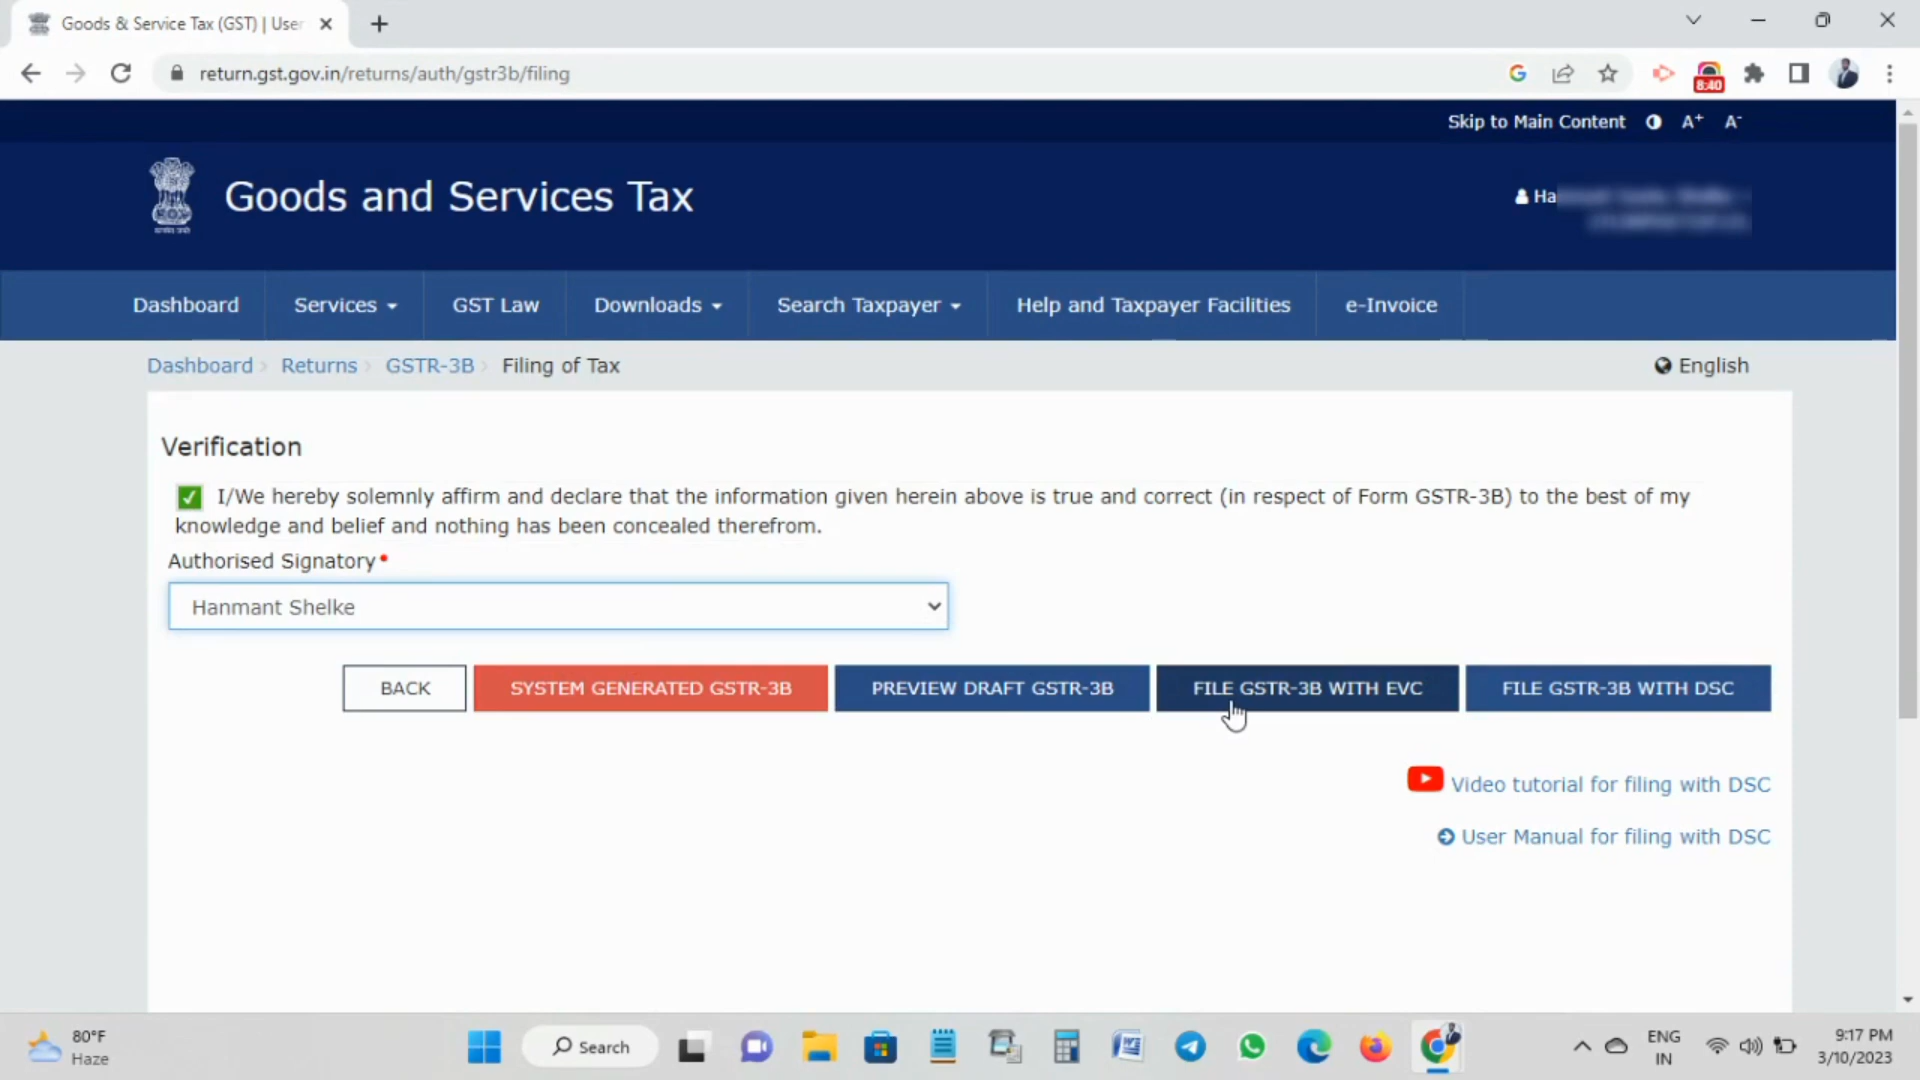 Goods & Service Tax (GST) | User
return.gst.gov.in/returns/auth/gstr3b/filing
8:40
Skip to Main Content A+ A-
Goods and Services Tax
Ha
Dashboard Services GST Law Downloads Search Taxpayer Help and Taxpayer Facilities e-Invoice
Dashboard Returns GSTR-3B Filing of Tax English
Verification
I/We hereby solemnly affirm and declare that the information given herein above is true and correct (in respect of Form GSTR-3B) to the best of my
knowledge and belief and nothing has been concealed therefrom.
Authorised Signatory
Hanmant Shelke
BACK SYSTEM GENERATED GSTR-3B PREVIEW DRAFT GSTR-3B FILE GSTR-3B WITH EVC FILE GSTR-3B WITH DSC
Video tutorial for filing with DSC
User Manual for filing with DSC
80°F
Haze
Search
ENG
IN
9:17 PM
3/10/2023